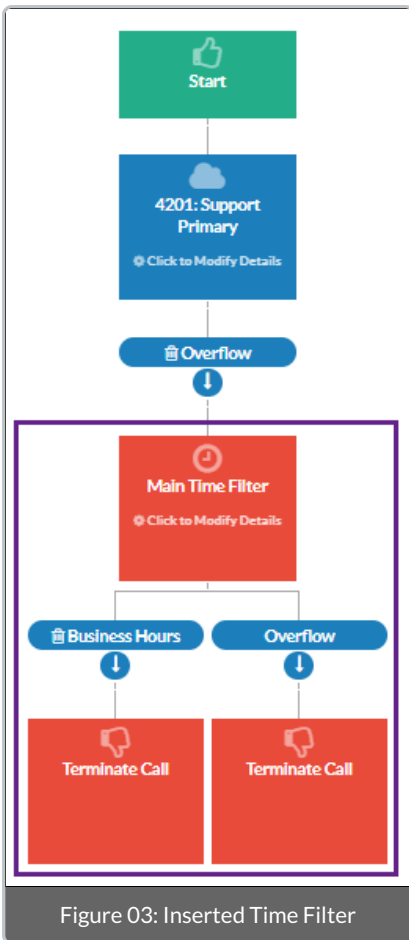 Start
4201: Support
Primary
Click to Modify Details
Overflow
Main Time Filter
Click to Modify Details
Business Hours
Overflow
Terminate Call
Terminate Call
Figure 03: Inserted Time Filter